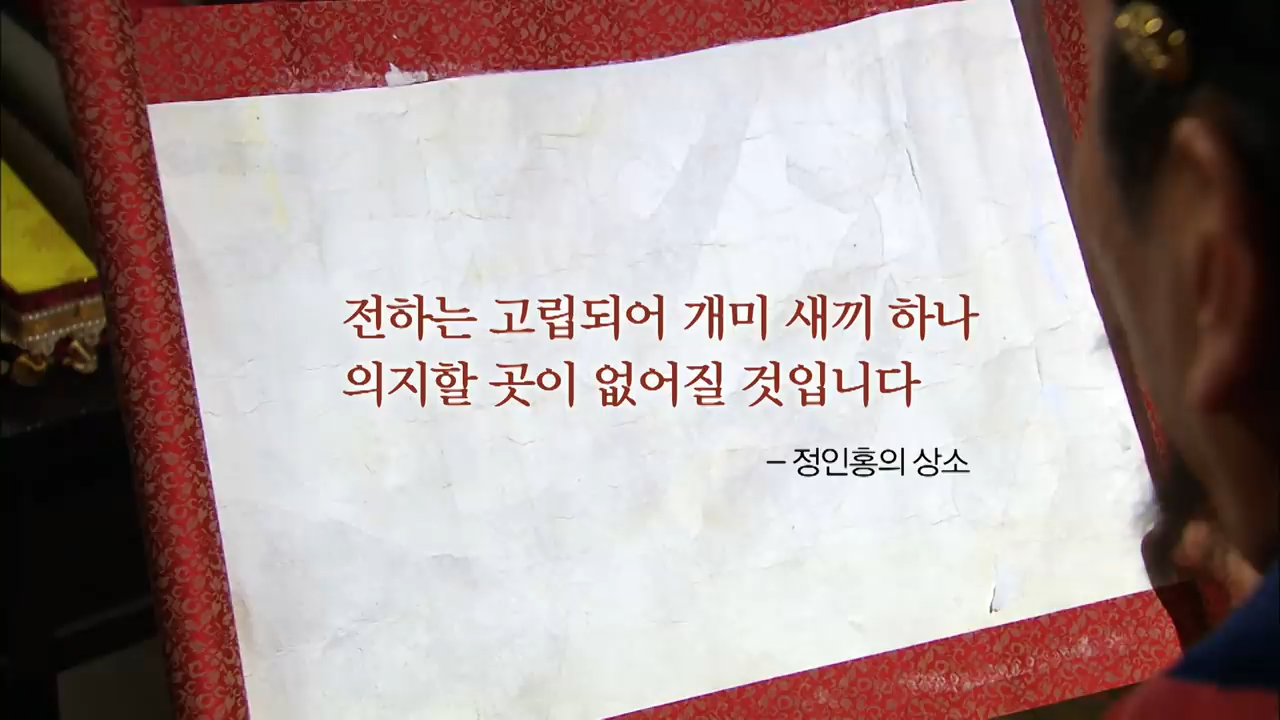 전하는 고립되어 개미 새끼 하나
의지할 곳이 없어질 것입니다
– 정인홍의 상소